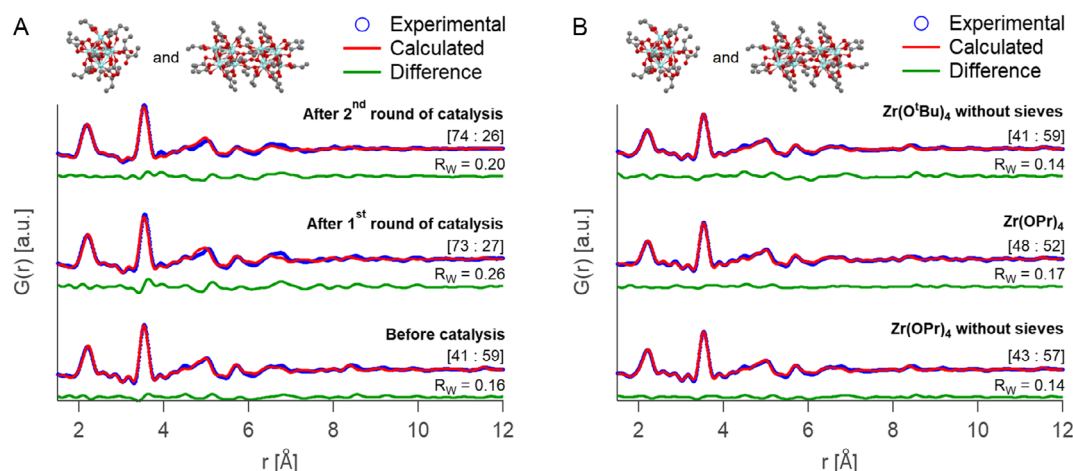 A
and
Experimental
Calculated
Difference
After 2nd round of catalysis
[74 : 26]
RW = 0.20
After 1st round of catalysis
[73 : 27]
RW = 0.26
Before catalysis
[41 : 59]
RW = 0.16
G(r) [a.u.]
2 4 6 8 10 12
r [Å]
B
and
Experimental
Calculated
Difference
Zr(OtBu)4 without sieves
[41 : 59]
RW = 0.14
Zr(OPr)4
[48 : 52]
RW = 0.17
Zr(OPr)4 without sieves
[43 : 57]
RW = 0.14
G(r) [a.u.]
2 4 6 8 10 12
r [Å]